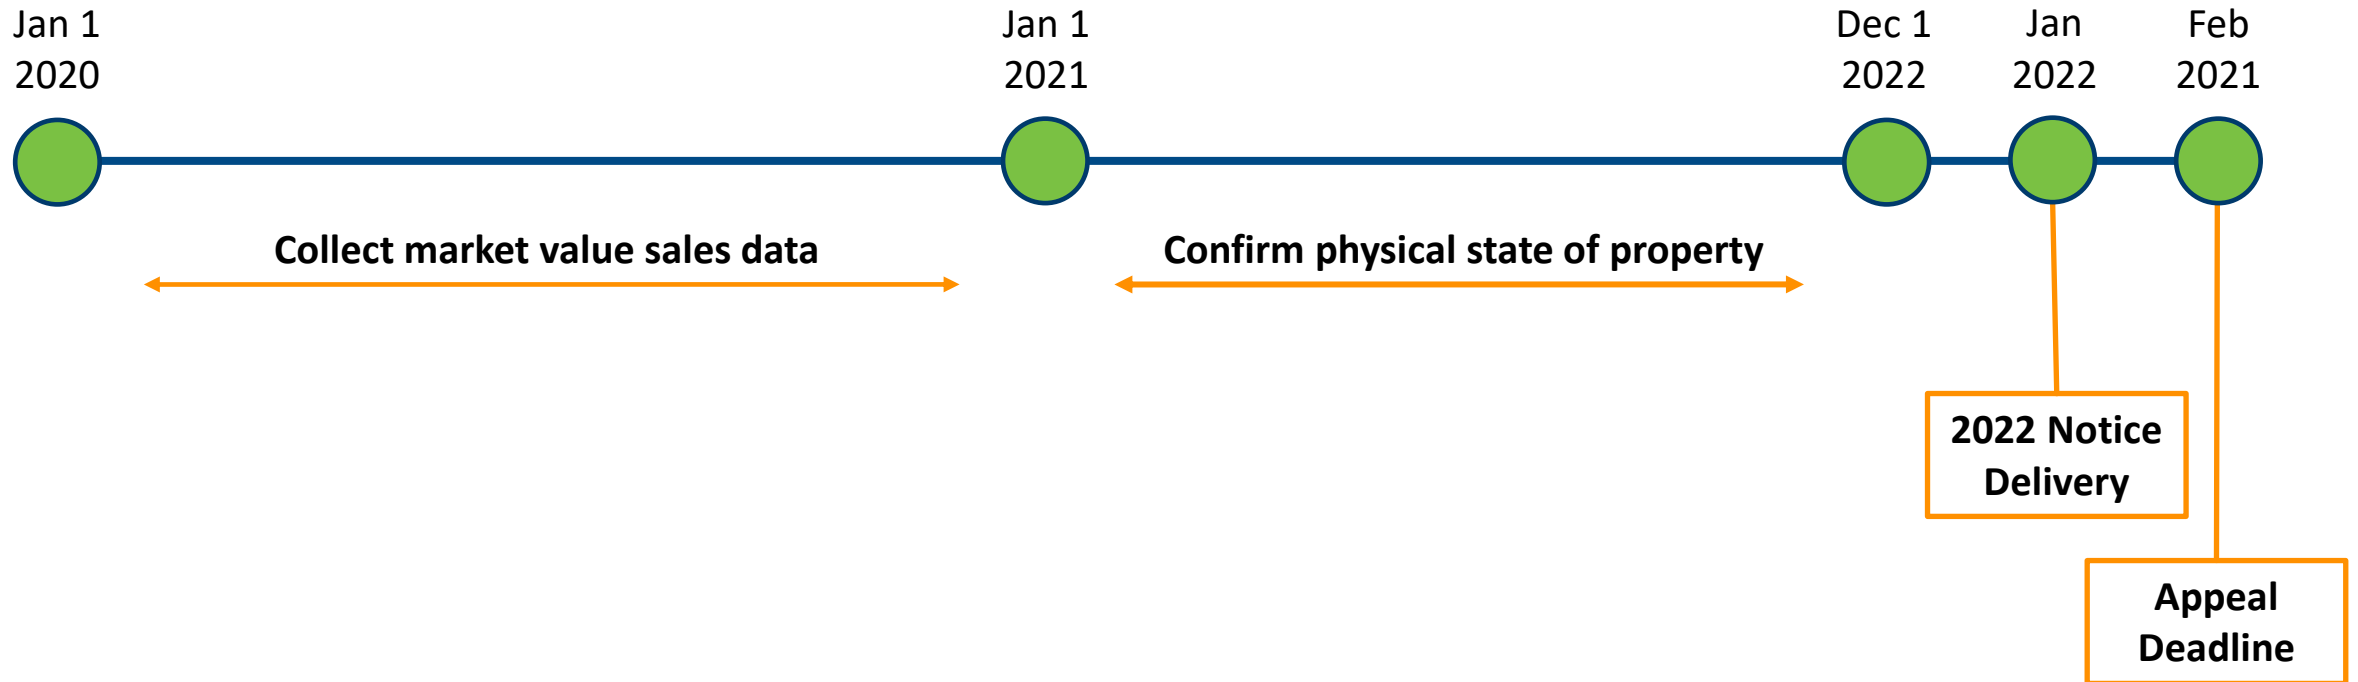 Jan 1
2020
Jan 1
2021
Dec 1
2022
Jan
2022
Feb
2021
Collect market value sales data
Confirm physical state of property
2022 Notice
Delivery
Appeal
Deadline